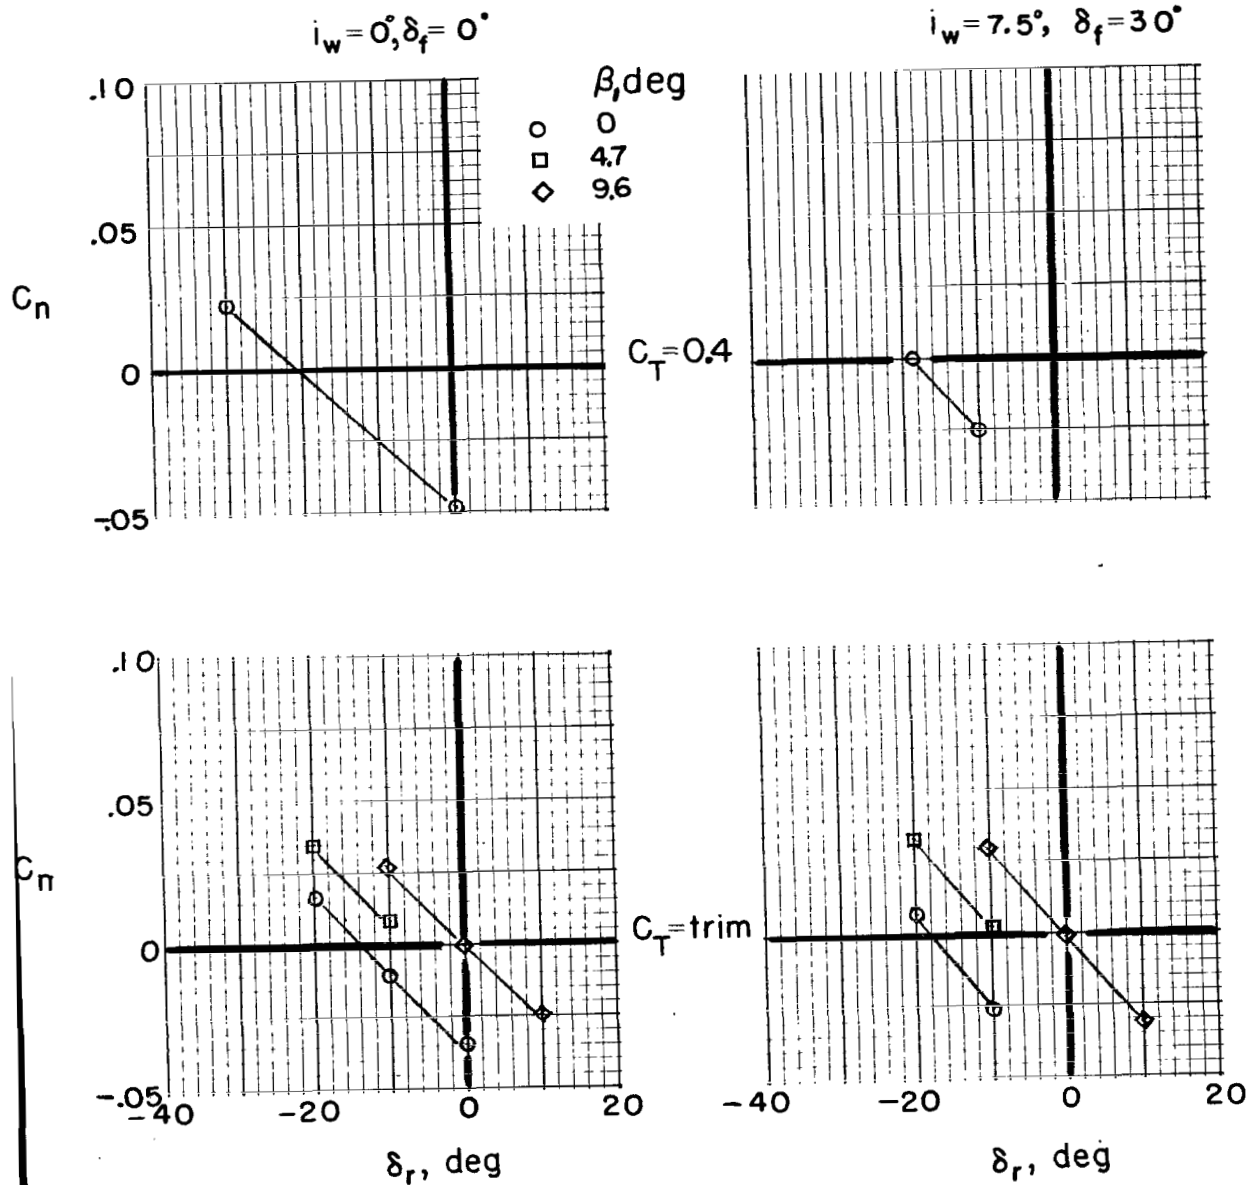 i_w = 0°, δ_f = 0°
i_w = 7.5°, δ_f = 30°
β, deg
0
4.7
9.6
.10
.05
C_n
0
-.05
C_T = 0.4
.10
.05
C_n
0
-.05
C_T = trim
-40 -20 0 20
-40 -20 0 20
δ_r, deg
δ_r, deg